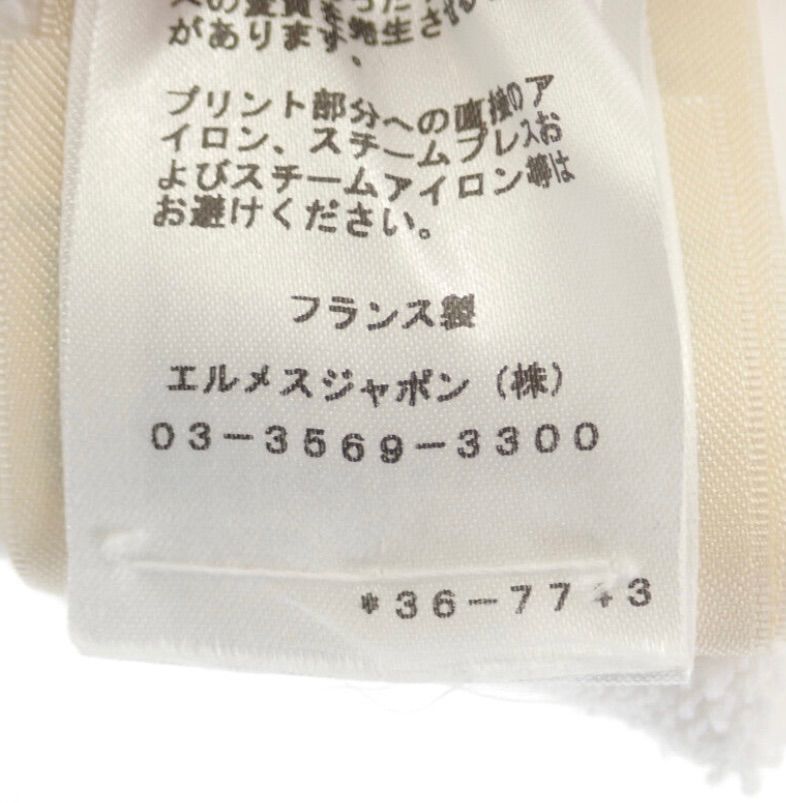 があります。
プリント部分への直接のア
イロン、スチームプレスお
よびスチームアイロン等は
お避けください。
フランス製
エルメスジャポン（株）
03-3569-3300
*36-77+3